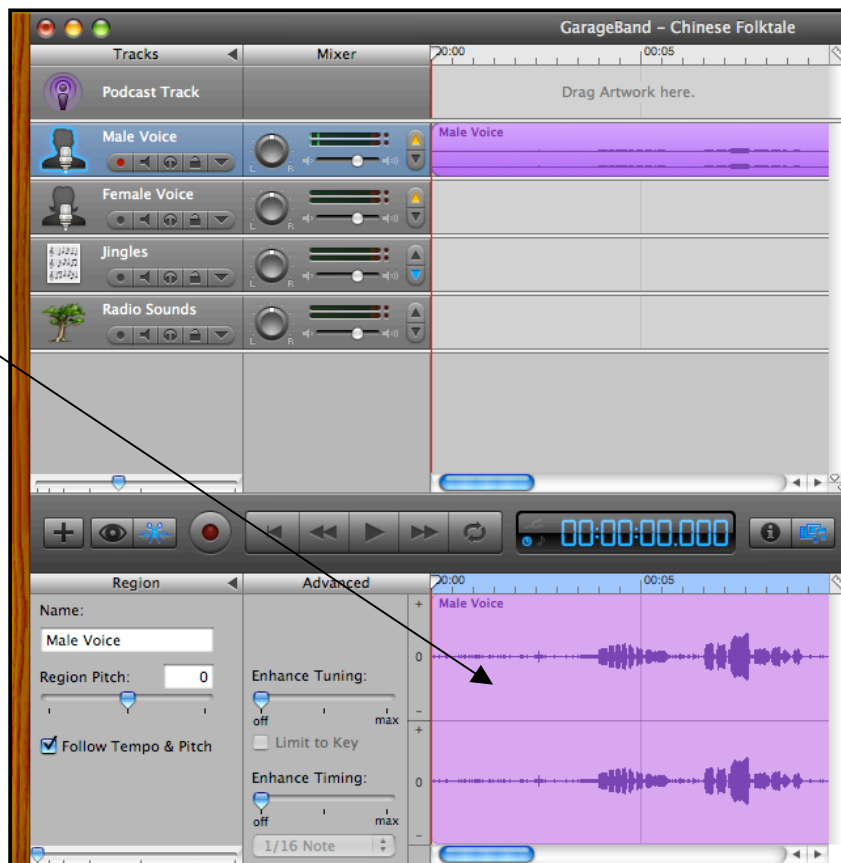 GarageBand – Chinese Folktale
Tracks
Mixer
00:00
00:05
Podcast Track
Drag Artwork here.
Male Voice
L
R
Male Voice
Female Voice
L
R
Jingles
L
R
Radio Sounds
L
R
00:00:00.000
Region
Advanced
00:00
00:05
Name:
Male Voice
Region Pitch: 0
Follow Tempo & Pitch
Enhance Tuning:
off
max
Limit to Key
Enhance Timing:
off
max
1/16 Note
+
0
–
+
0
–
Male Voice